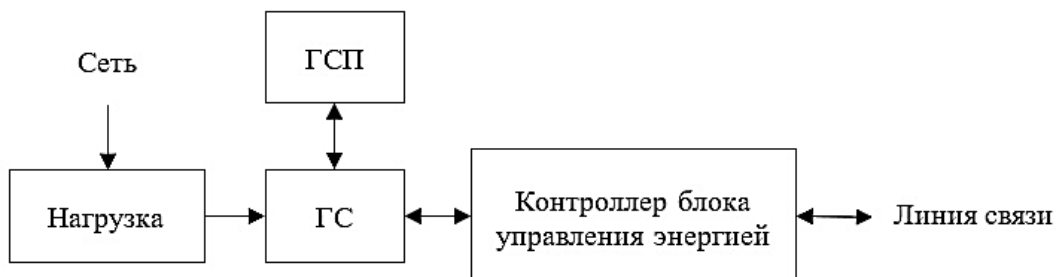 Сеть
ГСП
Нагрузка
ГС
Контроллер блока
управления энергией
Линия связи